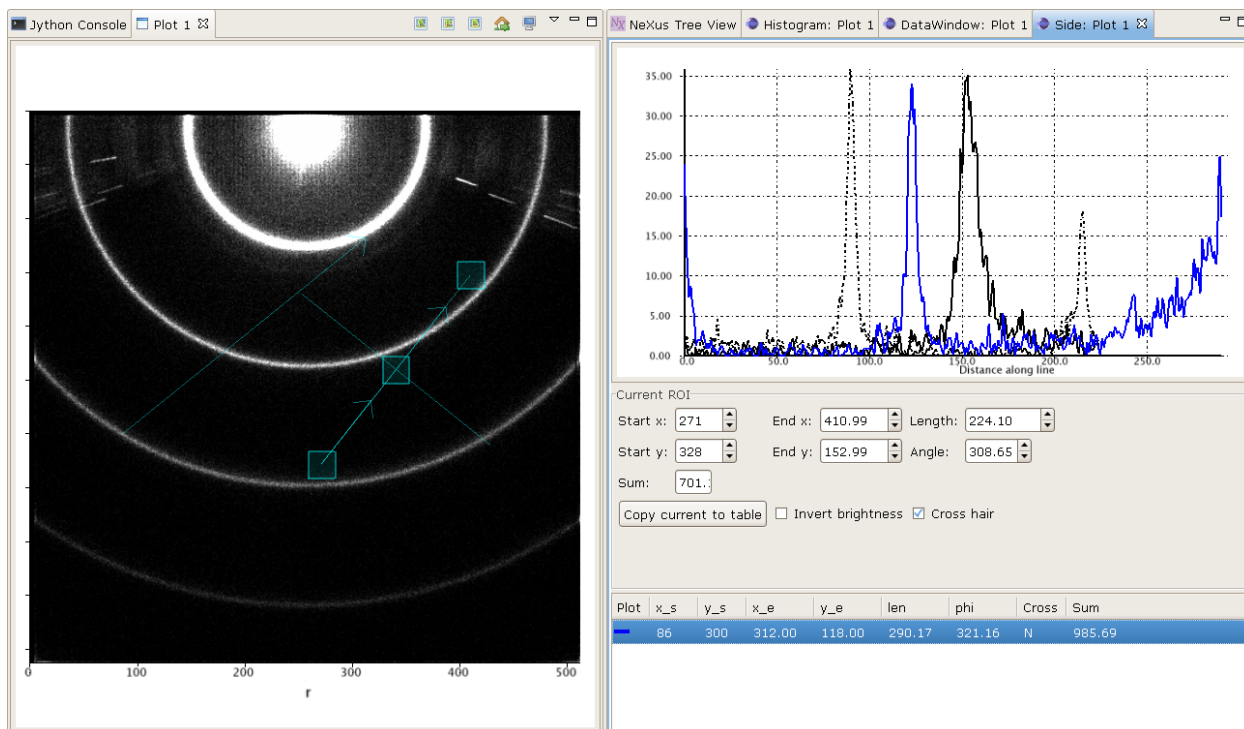 Jython Console
Plot 1
NeXus Tree View
Histogram: Plot 1
DataWindow: Plot 1
Side: Plot 1
0 100 200 300 400 500
r
35.00
30.00
25.00
20.00
15.00
10.00
5.00
0.00
0.0 50.0 100.0 150.0 200.0 250.0
Distance along line
Current ROI
Start x: 271 End x: 410.99 Length: 224.10
Start y: 328 End y: 152.99 Angle: 308.65
Sum: 701.
Copy current to table Invert brightness Cross hair
Plot x_s y_s x_e y_e len phi Cross Sum
86 300 312.00 118.00 290.17 321.16 N 985.69